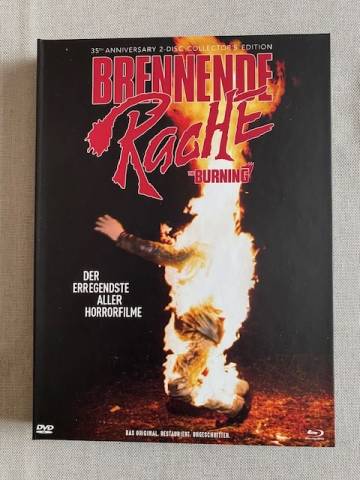 35TH ANNIVERSARY 2-DISC COLLECTOR'S EDITION
BRENNENDE
RACHE
THE BURNING
DER
ERREGENDSTE
ALLER
HORRORFILME
DAS ORIGINAL. RESTAURIERT. UNGESCHNITTEN.
DVD